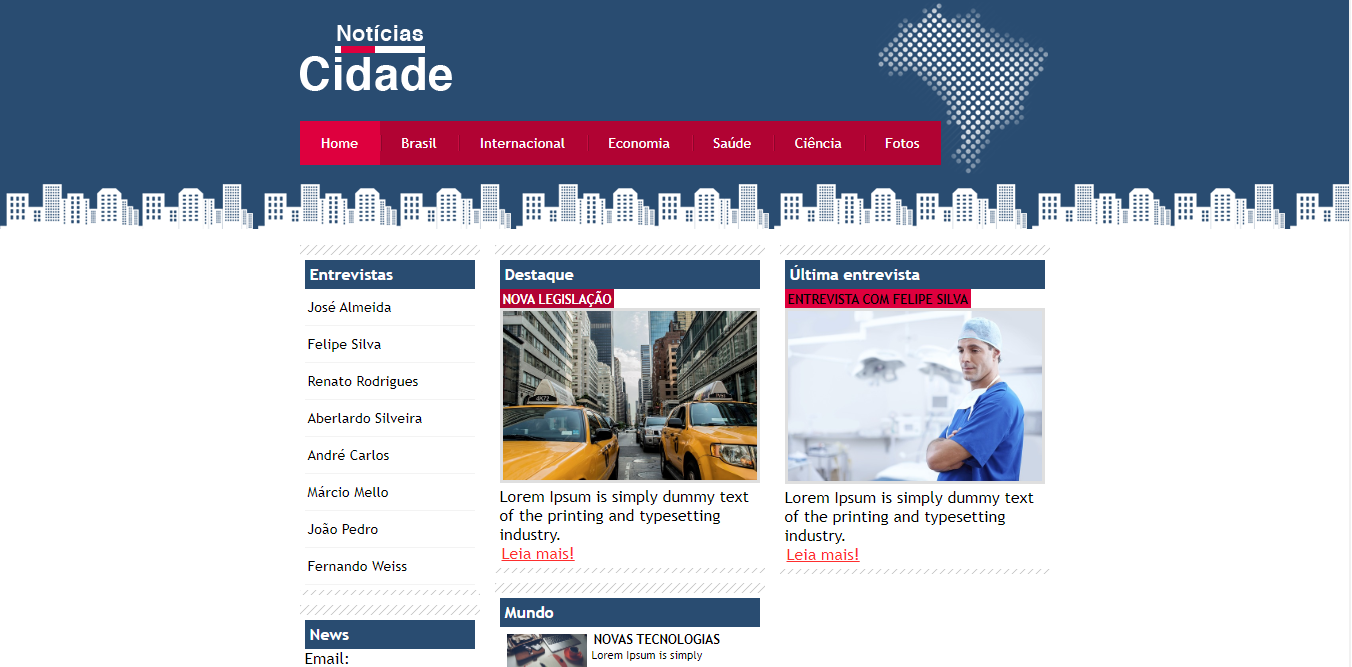 Notícias
Cidade
Home Brasil Internacional Economia Saúde Ciência Fotos
Entrevistas
José Almeida
Felipe Silva
Renato Rodrigues
Aberlardo Silveira
André Carlos
Márcio Mello
João Pedro
Fernando Weiss
News
Email:
Destaque
NOVA LEGISLAÇÃO
Lorem Ipsum is simply dummy text
of the printing and typesetting
industry.
Leia mais!
Mundo
NOVAS TECNOLOGIAS
Lorem Ipsum is simply
Última entrevista
ENTREVISTA COM FELIPE SILVA
Lorem Ipsum is simply dummy text
of the printing and typesetting
industry.
Leia mais!